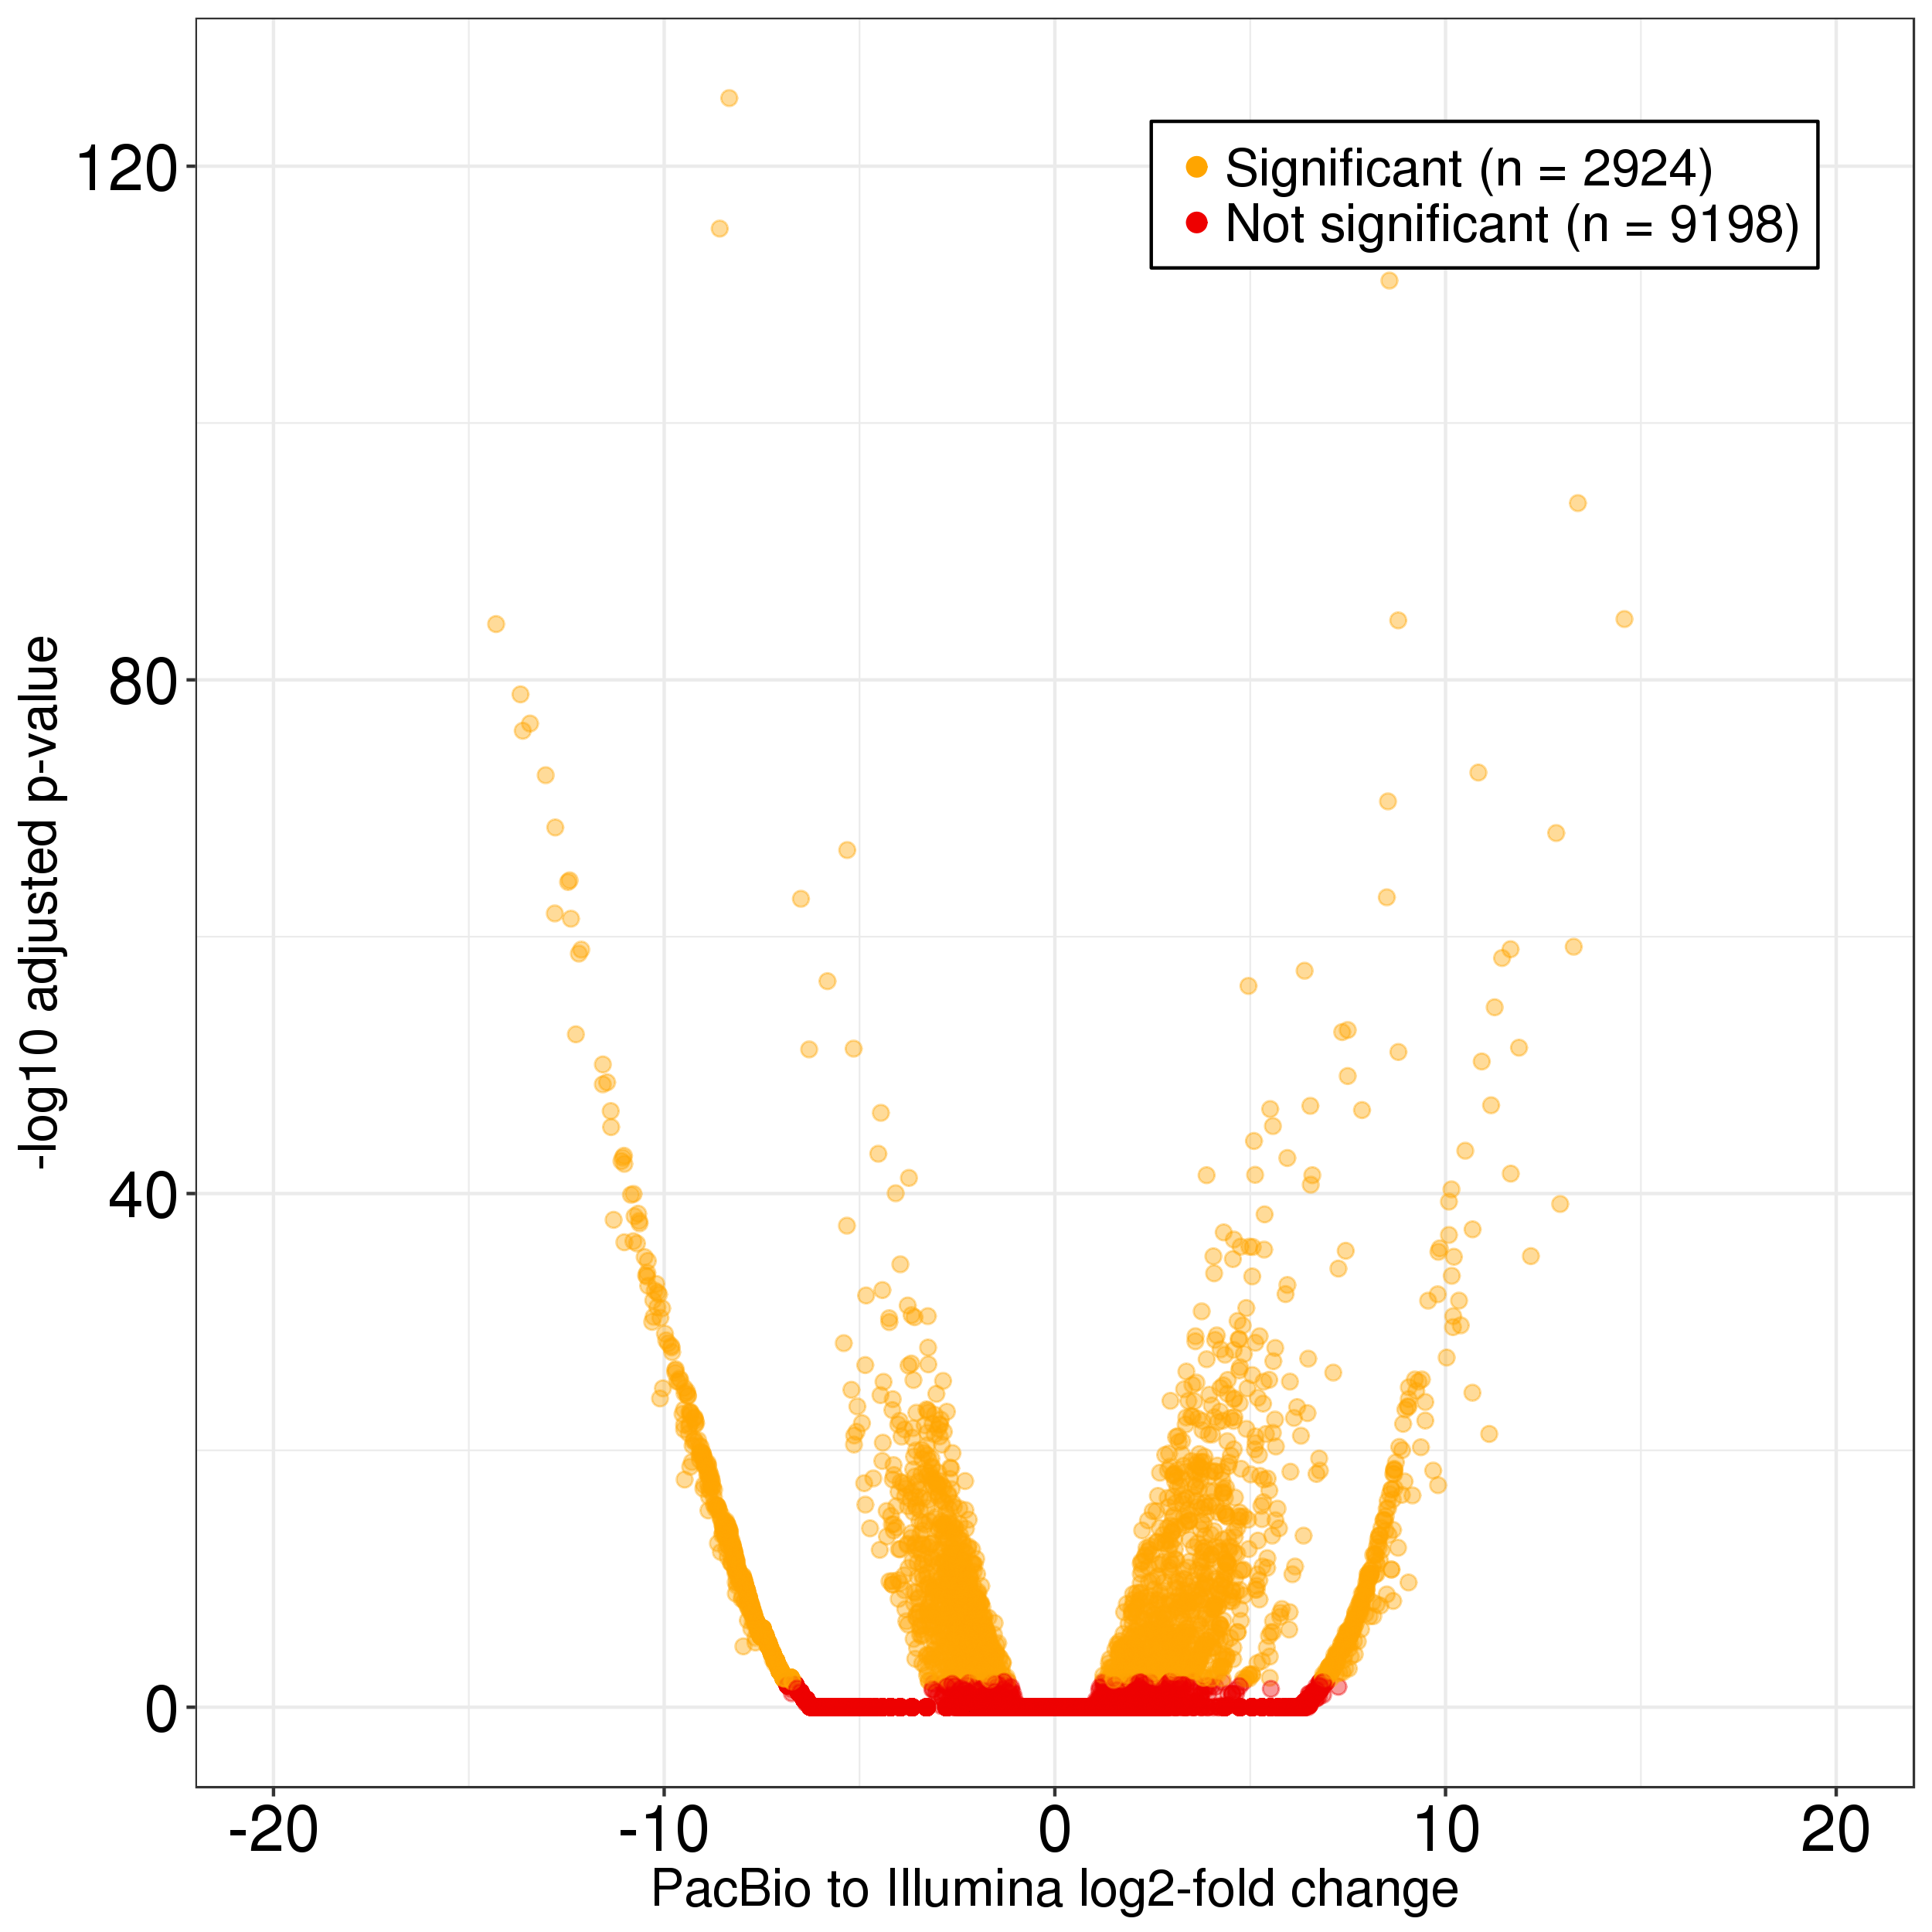 Significant (n = 2924)
Not significant (n = 9198)
120
80
40
0
-log10 adjusted p-value
-20
-10
0
10
20
PacBio to Illumina log2-fold change